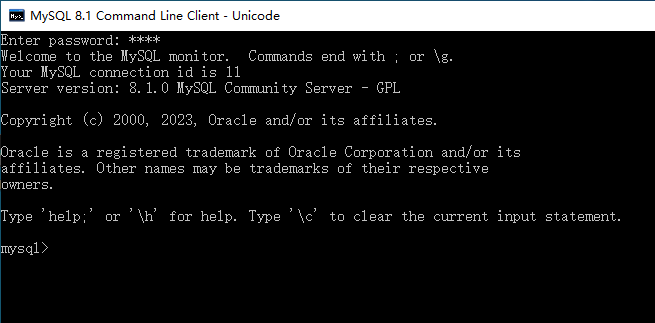 MySQL 8.1 Command Line Client - Unicode
Enter password: ****
Welcome to the MySQL monitor.  Commands end with ; or \g.
Your MySQL connection id is 11
Server version: 8.1.0 MySQL Community Server - GPL
Copyright (c) 2000, 2023, Oracle and/or its affiliates.
Oracle is a registered trademark of Oracle Corporation and/or its
affiliates. Other names may be trademarks of their respective
owners.
Type 'help;' or '\h' for help. Type '\c' to clear the current input statement.
mysql>